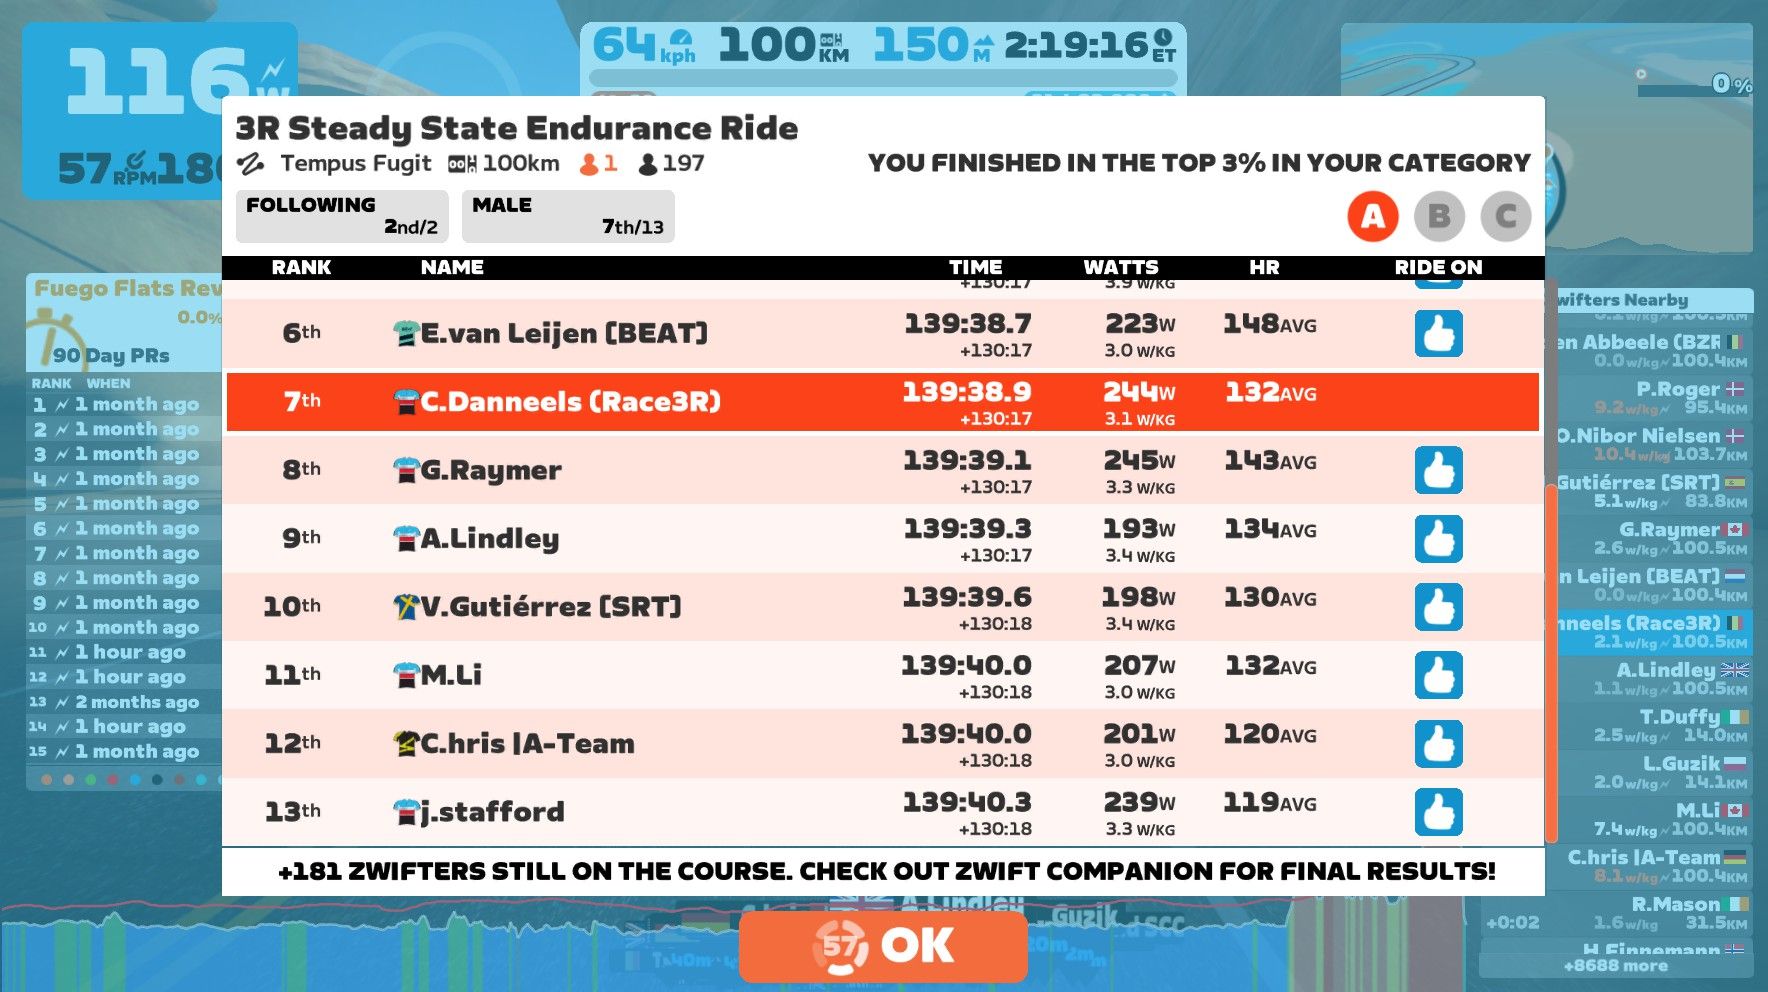 116w
57RPM
64kph 100KM 150M 2:19:16ET
0%
3R Steady State Endurance Ride
Tempus Fugit 100km 1 197
YOU FINISHED IN THE TOP 3% IN YOUR CATEGORY
FOLLOWING
2nd/2
MALE
7th/13
A B C
RANK NAME TIME WATTS HR RIDE ON
+130:17 3.9 W/KG
6th E.van Leijen (BEAT) 139:38.7 223W 148AVG
+130:17 3.0 W/KG
7th C.Danneels (Race3R) 139:38.9 244W 132AVG
+130:17 3.1 W/KG
8th G.Raymer 139:39.1 245W 143AVG
+130:17 3.3 W/KG
9th A.Lindley 139:39.3 193W 134AVG
+130:17 3.4 W/KG
10th V.Gutiérrez (SRT) 139:39.6 198W 130AVG
+130:18 3.4 W/KG
11th M.Li 139:40.0 207W 132AVG
+130:18 3.0 W/KG
12th C.hris |A-Team 139:40.0 201W 120AVG
+130:18 3.0 W/KG
13th j.stafford 139:40.3 239W 119AVG
+130:18 3.3 W/KG
+181 ZWIFTERS STILL ON THE COURSE. CHECK OUT ZWIFT COMPANION FOR FINAL RESULTS!
57 OK
Fuego Flats Rev
0.0%
90 Day PRs
RANK WHEN
1 1 month ago
2 1 month ago
3 1 month ago
4 1 month ago
5 1 month ago
6 1 month ago
7 1 month ago
8 1 month ago
9 1 month ago
10 1 month ago
11 1 hour ago
12 1 hour ago
13 2 months ago
14 1 hour ago
15 1 month ago
wifters Nearby
en Abbeele (BZR
0.0w/kg 100.4KM
P.Roger
9.2w/kg 95.4KM
O.Nibor Nielsen
10.4w/kg 103.7KM
Gutiérrez (SRT)
5.1w/kg 83.8KM
G.Raymer
2.6w/kg 100.5KM
n Leijen (BEAT)
0.0w/kg 100.4KM
nneels (Race3R)
2.1w/kg 100.5KM
A.Lindley
1.1w/kg 100.5KM
T.Duffy
2.5w/kg 14.0KM
L.Guzik
2.0w/kg 14.1KM
M.Li
7.4w/kg 100.4KM
C.hris |A-Team
8.1w/kg 100.4KM
R.Mason
+0:02 1.6w/kg 31.5KM
H.Finnemann
+8688 more
A.Lindley
Guzik